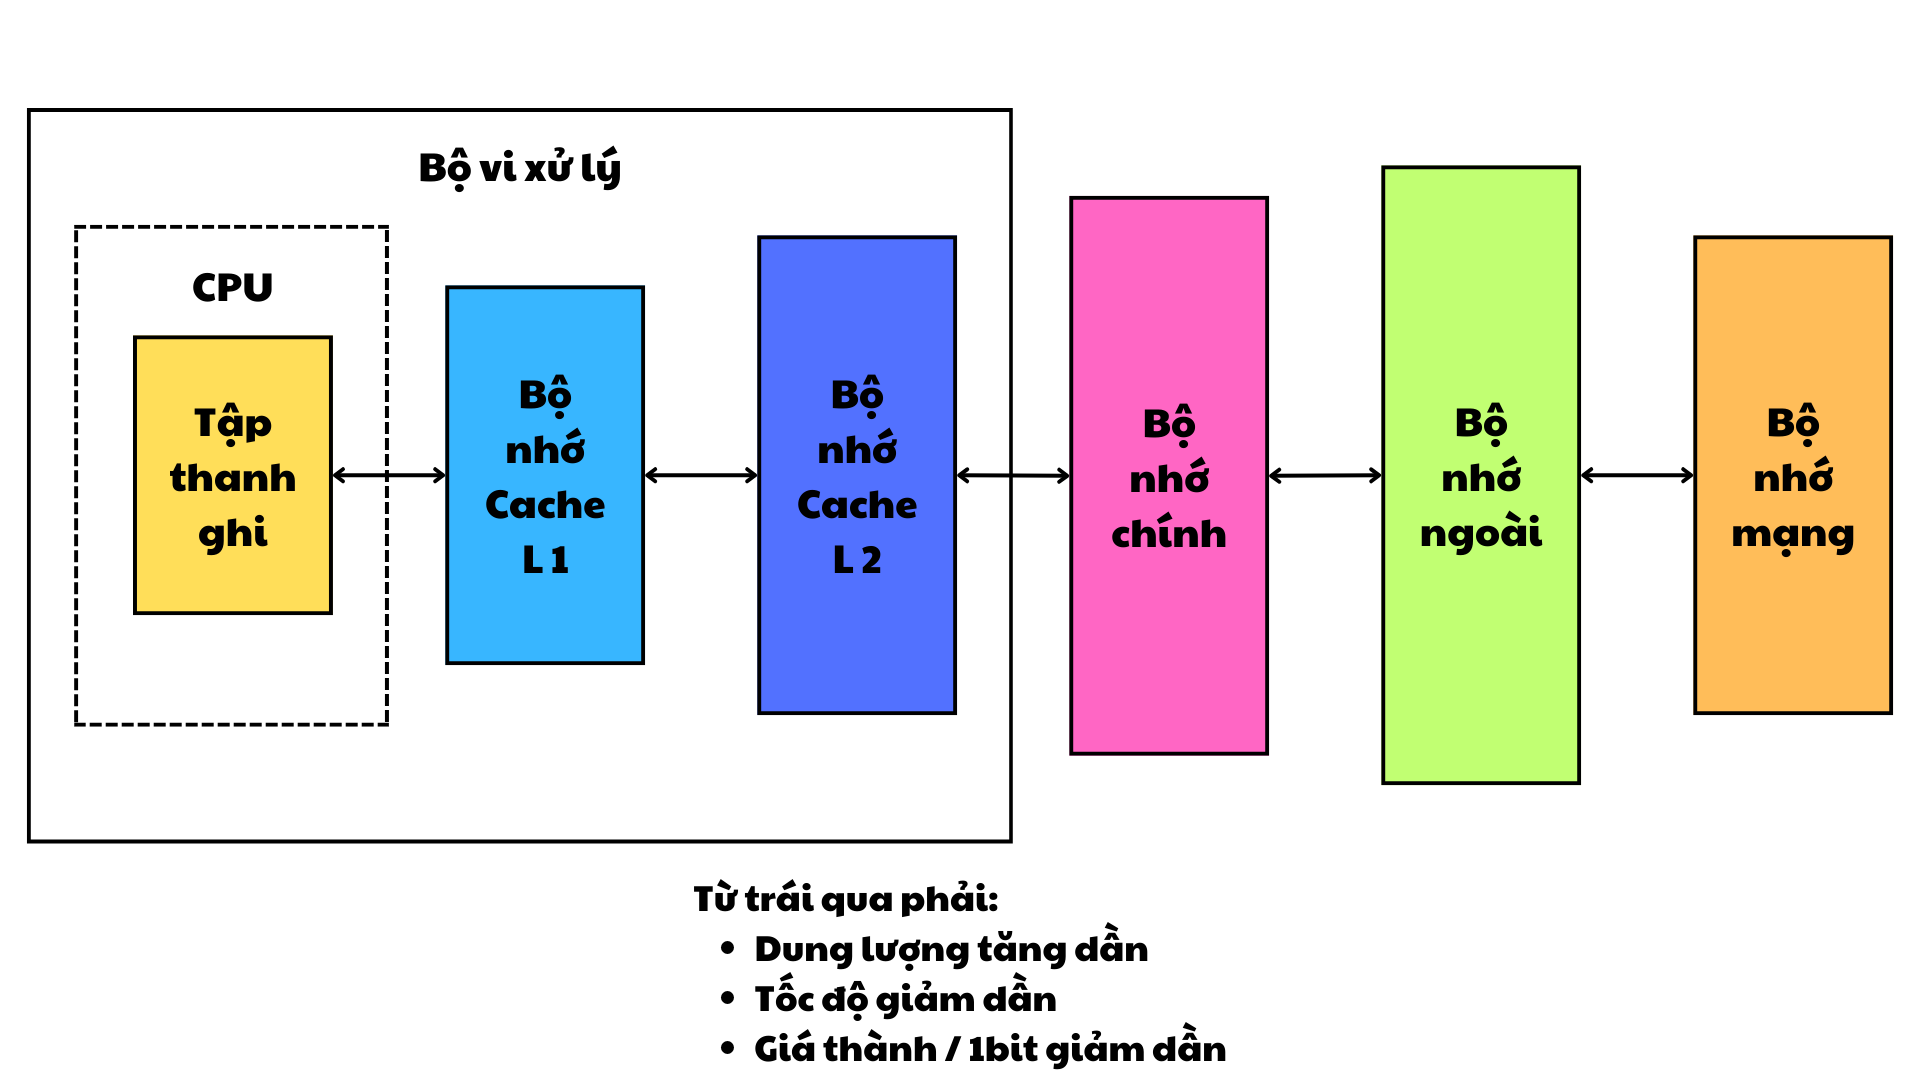 Bộ vi xử lý
CPU
Tập
thanh
ghi
Bộ
nhớ
Cache
L 1
Bộ
nhớ
Cache
L 2
Bộ
nhớ
chính
Bộ
nhớ
ngoài
Bộ
nhớ
mạng
Từ trái qua phải:
• Dung lượng tăng dần
• Tốc độ giảm dần
• Giá thành / 1bit giảm dần